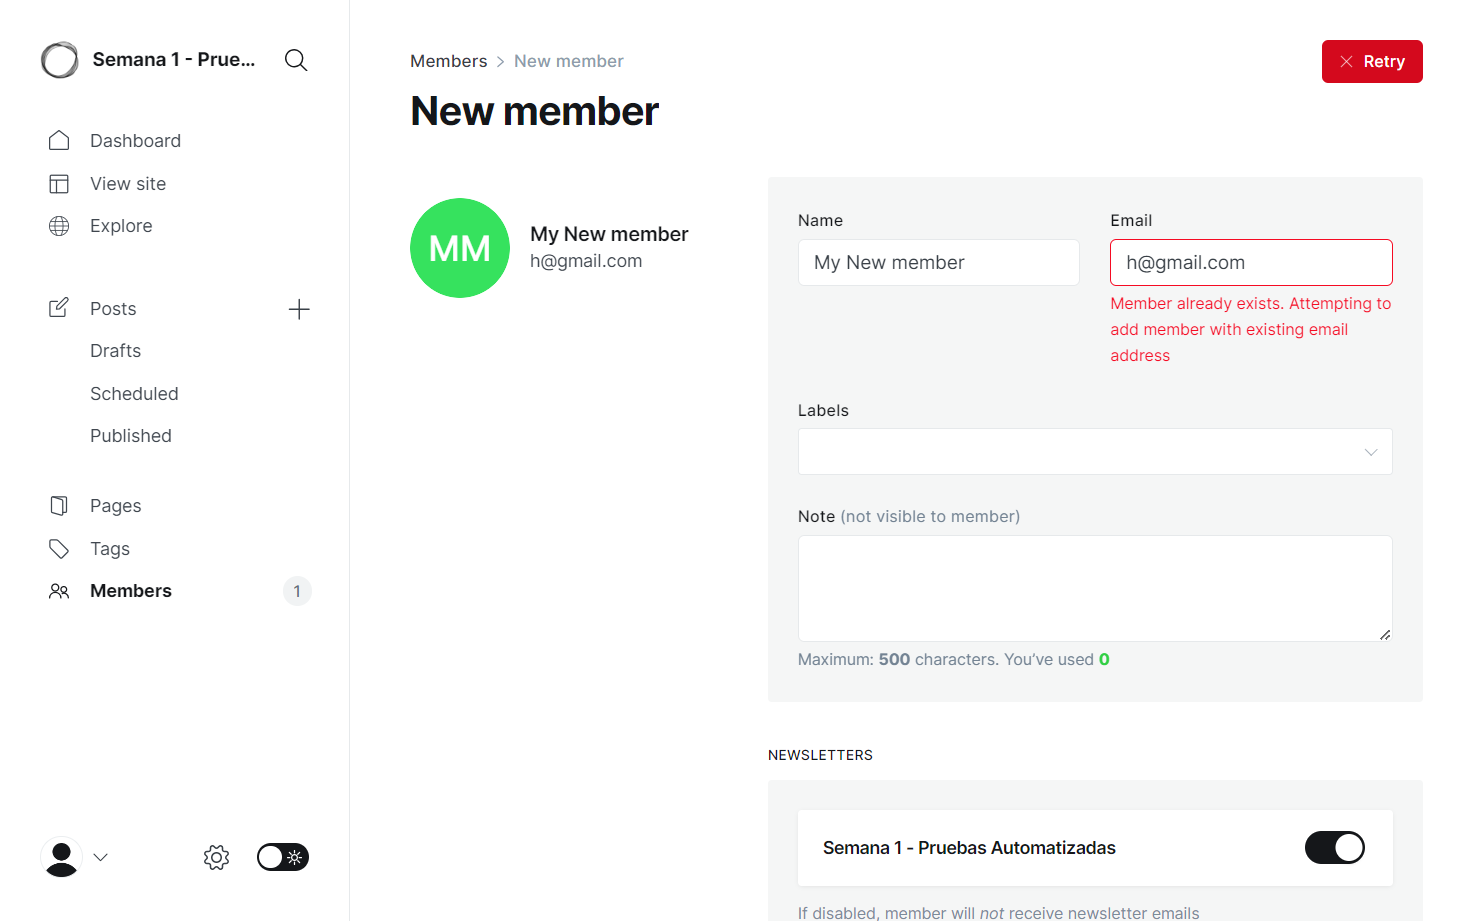 Semana 1 - Prue...
Dashboard
View site
Explore
Posts
Drafts
Scheduled
Published
Pages
Tags
Members
1
Members > New member
Retry
New member
MM
My New member
h@gmail.com
Name
My New member
Email
h@gmail.com
Member already exists. Attempting to
add member with existing email
address
Labels
Note (not visible to member)
Maximum: 500 characters. You’ve used 0
NEWSLETTERS
Semana 1 - Pruebas Automatizadas
If disabled, member will not receive newsletter emails